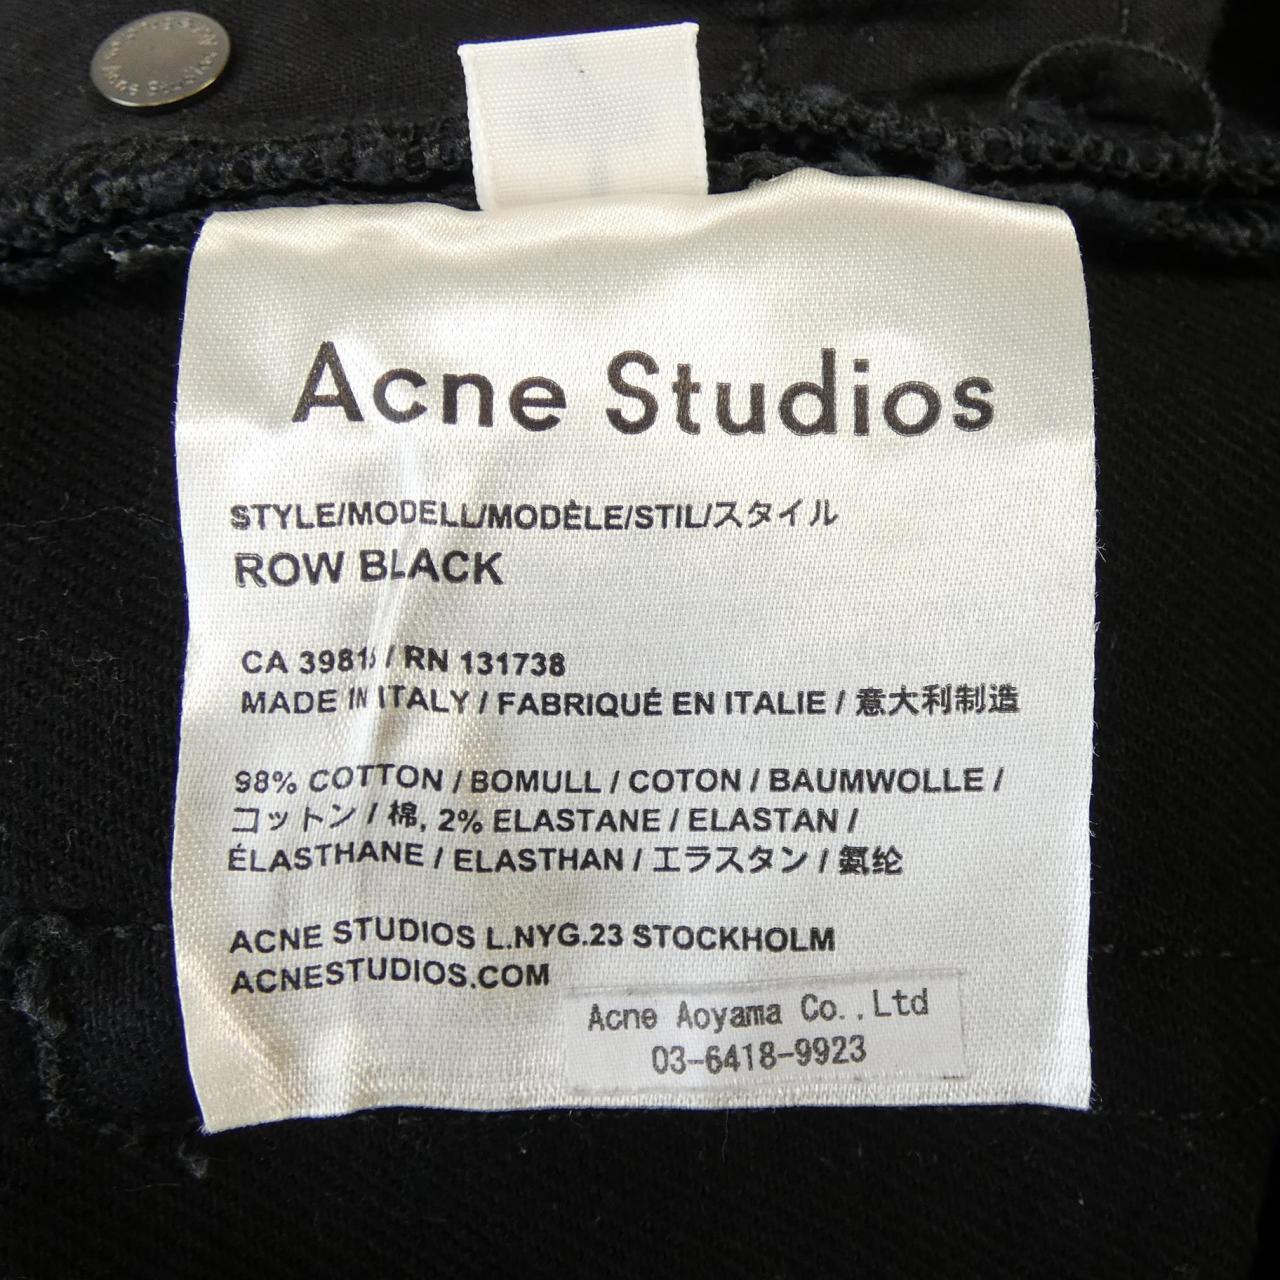 Acne Studios
Acne Studios
STYLE/MODELL/MODÈLE/STIL/スタイル
ROW BLACK
CA 39815 / RN 131738
MADE IN ITALY / FABRIQUÉ EN ITALIE / 意大利制造
98% COTTON / BOMULL / COTON / BAUMWOLLE /
コットン / 棉, 2% ELASTANE / ELASTAN /
ÉLASTHANE / ELASTHAN / エラスタン / 氨纶
ACNE STUDIOS L.NYG.23 STOCKHOLM
ACNESTUDIOS.COM
Acne Aoyama Co.,Ltd
03-6418-9923